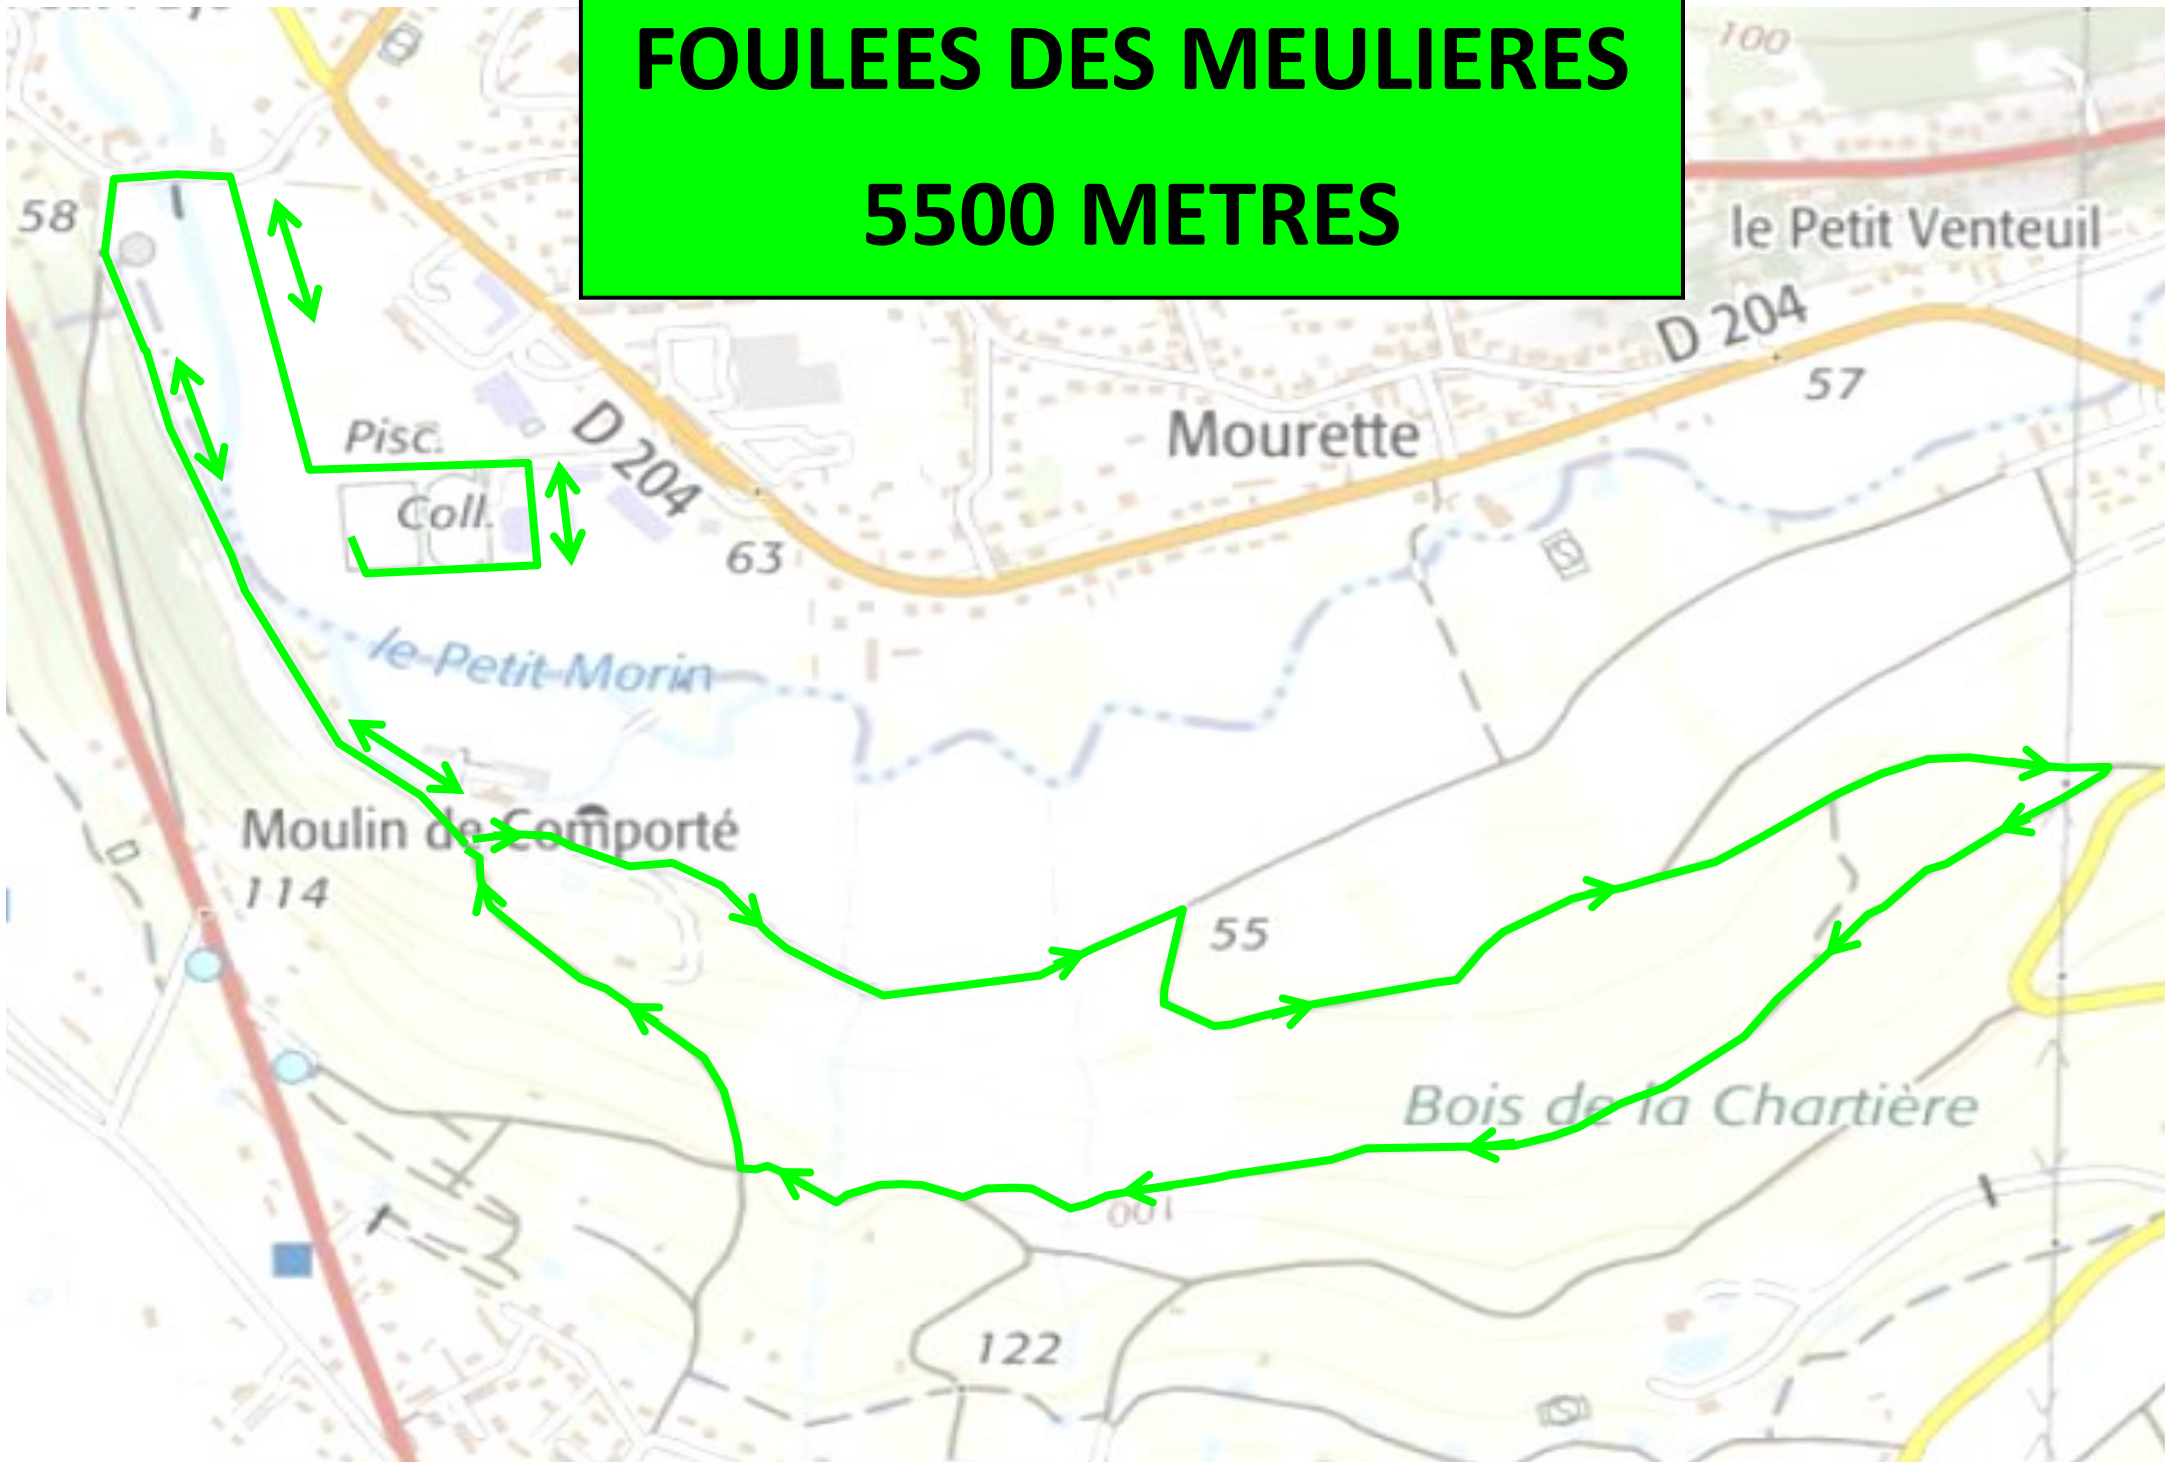 FOULEES DES MEULIERES
5500 METRES
100
58
le Petit Venteuil
D 204
57
Pisc.
Mourette
D 204
Coll.
63
le Petit Morin
Moulin de Comporté
114
55
Bois de la Chartière
100
122